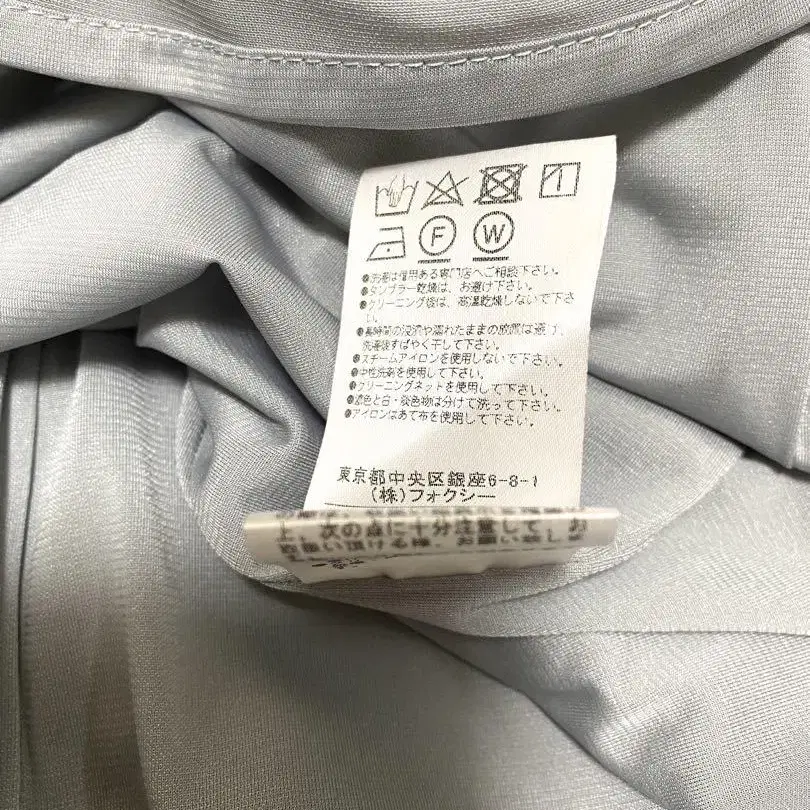 F W
●洗濯は信用ある専門店へご相談下さい。
●タンブラー乾燥は、お避け下さい。
●クリーニング後は、高温乾燥しないで下さ
い。
●長時間の浸漬や濡れたままの放置は避け、
洗濯後すばやく干して下さい。
●スチームアイロンを使用しないで下さい。
●中性洗剤を使用して下さい。
●クリーニングネットを使用して下さい。
●濃色と白・淡色物は分けて洗って下さい。
●アイロンはあて布を使用して下さい。
東京都中央区銀座6-8-1
(株)フォクシー
上、次の点に十分注意して、お